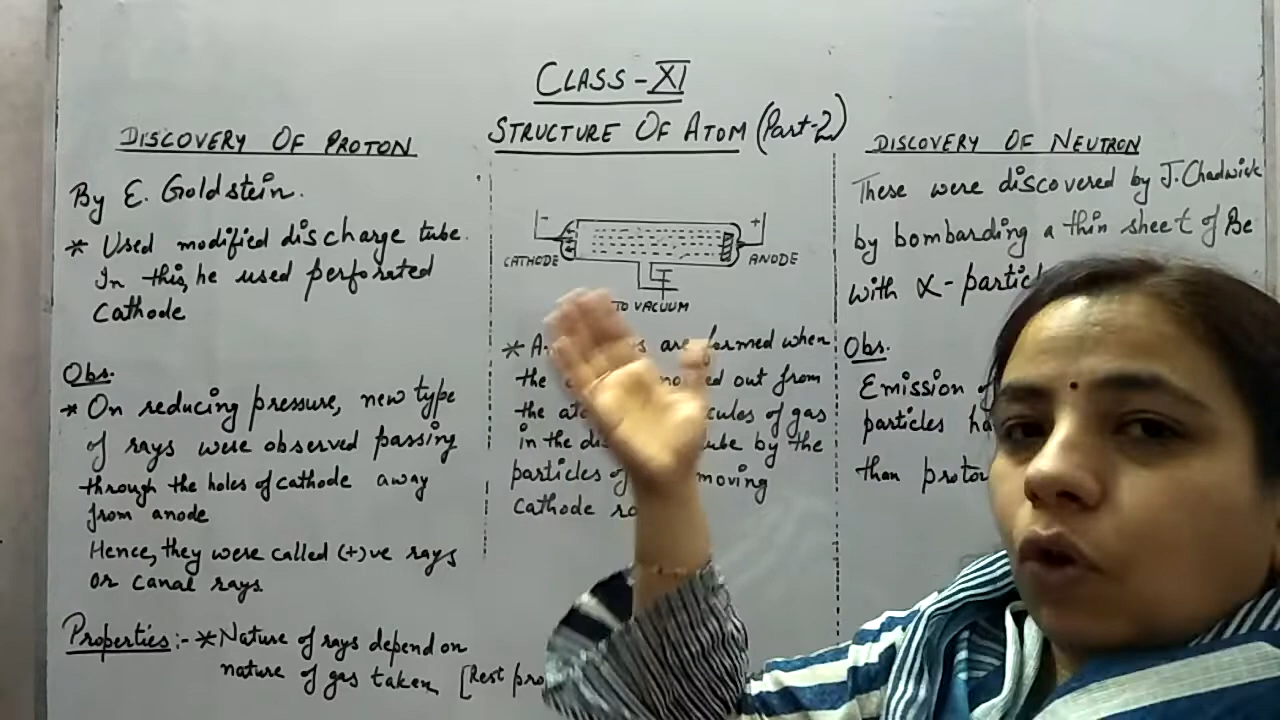 CLASS-XI
STRUCTURE OF ATOM (Part-2)
DISCOVERY OF PROTON
By E. Goldstein.
* Used modified discharge tube.
In this, he used perforated
Cathode
Obs.
* On reducing pressure, new type
of rays were observed passing
through the holes of cathode away
from anode
Hence, they were called (+)ve rays
or canal rays
Properties:- * Nature of rays depend on
nature of gas taken [Rest
-
+
CATHODE
ANODE
TO VACUUM
* are formed when
the out from
the of gas
in the by the
particles of moving
Cathode
DISCOVERY OF NEUTRON
These were discovered by J. Chadwick
by bombarding a thin sheet of Be
with α-
Obs.
Emission
particles
than